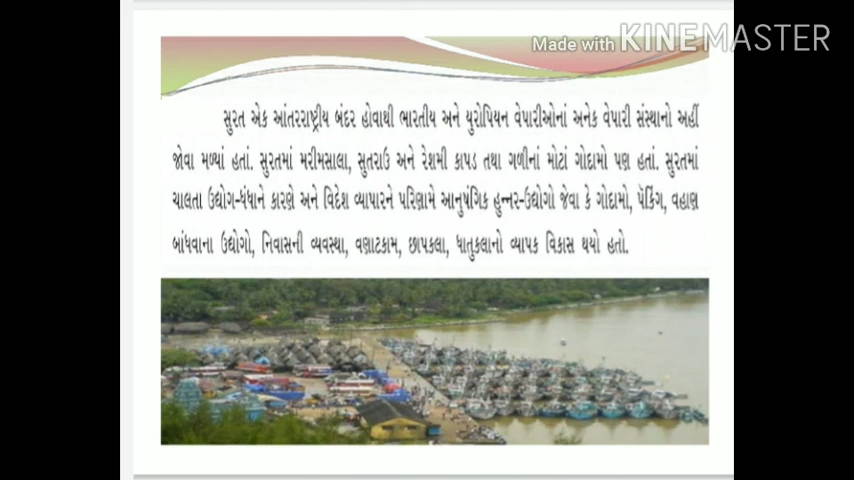 Made with KINEMASTER
સુરત એક આંતરરાષ્ટ્રીય બંદર હોવાથી ભારતીય અને યુરોપિયન વેપારીઓનાં અનેક વેપારી સંસ્થાનો અહીં
જોવા મળ્યાં હતાં. સુરતમાં મરીમસાલા, સુતરાઉ અને રેશમી કાપડ તથા ગળીનાં મોટાં ગોદામો પણ હતાં. સુરતમાં
ચાલતા ઉદ્યોગ-ધંધાને કારણે અને વિદેશ વ્યાપારને પરિણામે આનુષંગિક હુન્નર-ઉદ્યોગો જેવા કે ગોદામો, પૅકિંગ, વહાણ
બાંધવાના ઉદ્યોગો, નિવાસની વ્યવસ્થા, વણાટકામ, છાપકલા, ધાતુકલાનો વ્યાપક વિકાસ થયો હતો.